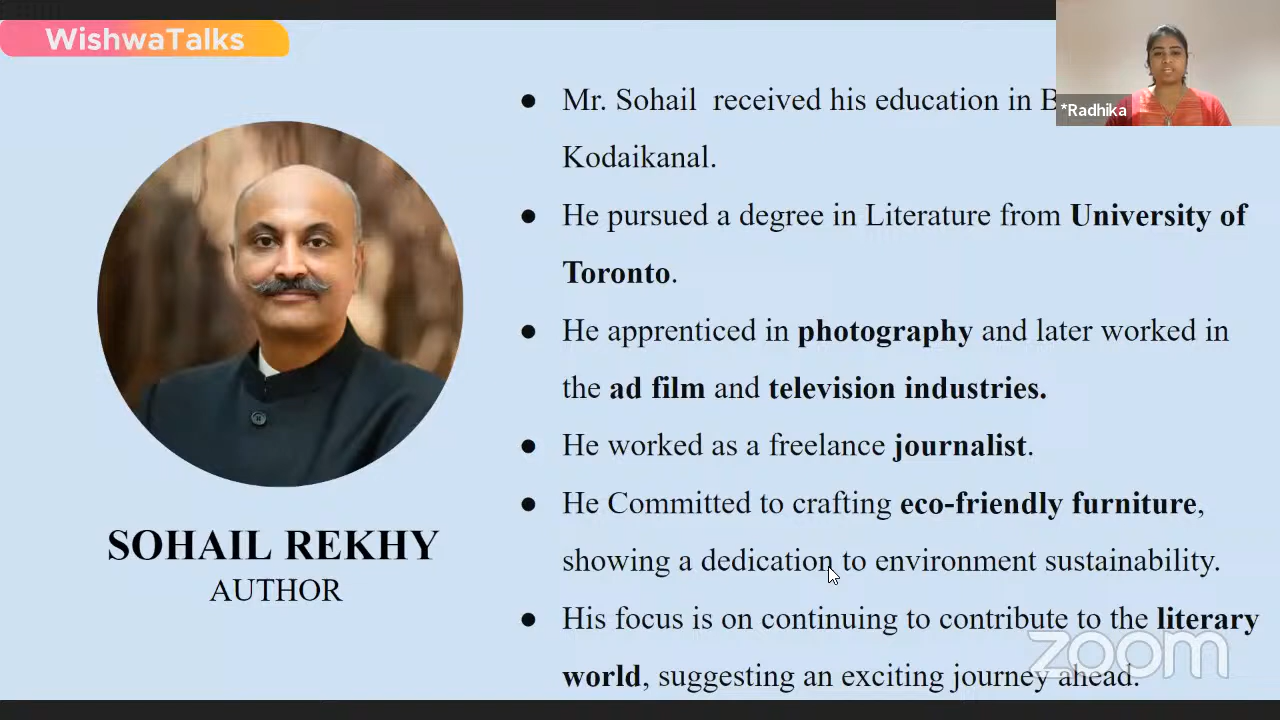 WishwaTalks
*Radhika
● Mr. Sohail received his education in
Kodaikanal.
● He pursued a degree in Literature from University of
Toronto.
● He apprenticed in photography and later worked in
the ad film and television industries.
● He worked as a freelance journalist.
● He Committed to crafting eco-friendly furniture,
showing a dedication to environment sustainability.
● His focus is on continuing to contribute to the literary
world, suggesting an exciting journey ahead.
SOHAIL REKHY
AUTHOR
zoom